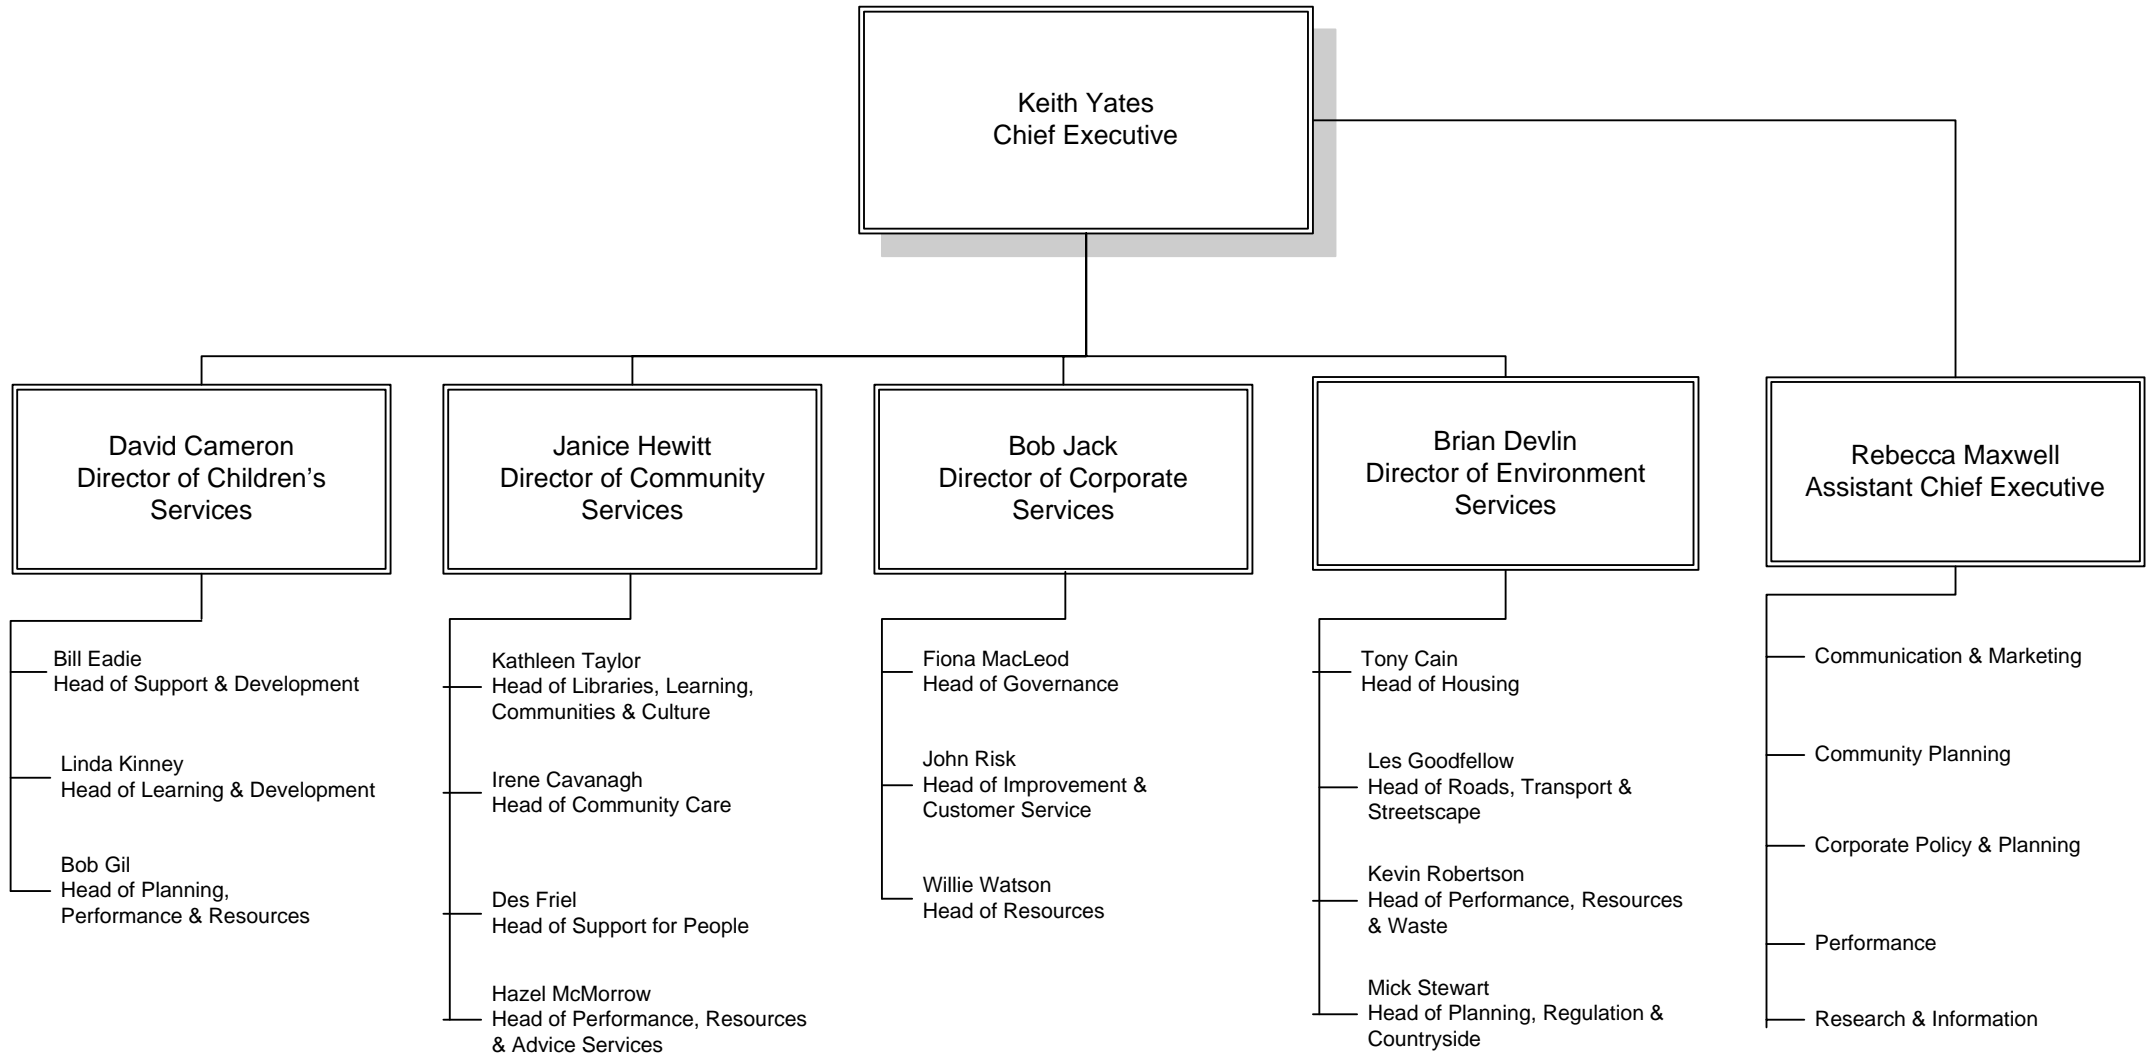 Keith Yates
Chief Executive
David Cameron
Director of Children’s
Services
Janice Hewitt
Director of Community
Services
Bob Jack
Director of Corporate
Services
Brian Devlin
Director of Environment
Services
Rebecca Maxwell
Assistant Chief Executive
Bill Eadie
Head of Support & Development
Linda Kinney
Head of Learning & Development
Bob Gil
Head of Planning,
Performance & Resources
Kathleen Taylor
Head of Libraries, Learning,
Communities & Culture
Irene Cavanagh
Head of Community Care
Des Friel
Head of Support for People
Hazel McMorrow
Head of Performance, Resources
& Advice Services
Fiona MacLeod
Head of Governance
John Risk
Head of Improvement &
Customer Service
Willie Watson
Head of Resources
Tony Cain
Head of Housing
Les Goodfellow
Head of Roads, Transport &
Streetscape
Kevin Robertson
Head of Performance, Resources
& Waste
Mick Stewart
Head of Planning, Regulation &
Countryside
Communication & Marketing
Community Planning
Corporate Policy & Planning
Performance
Research & Information